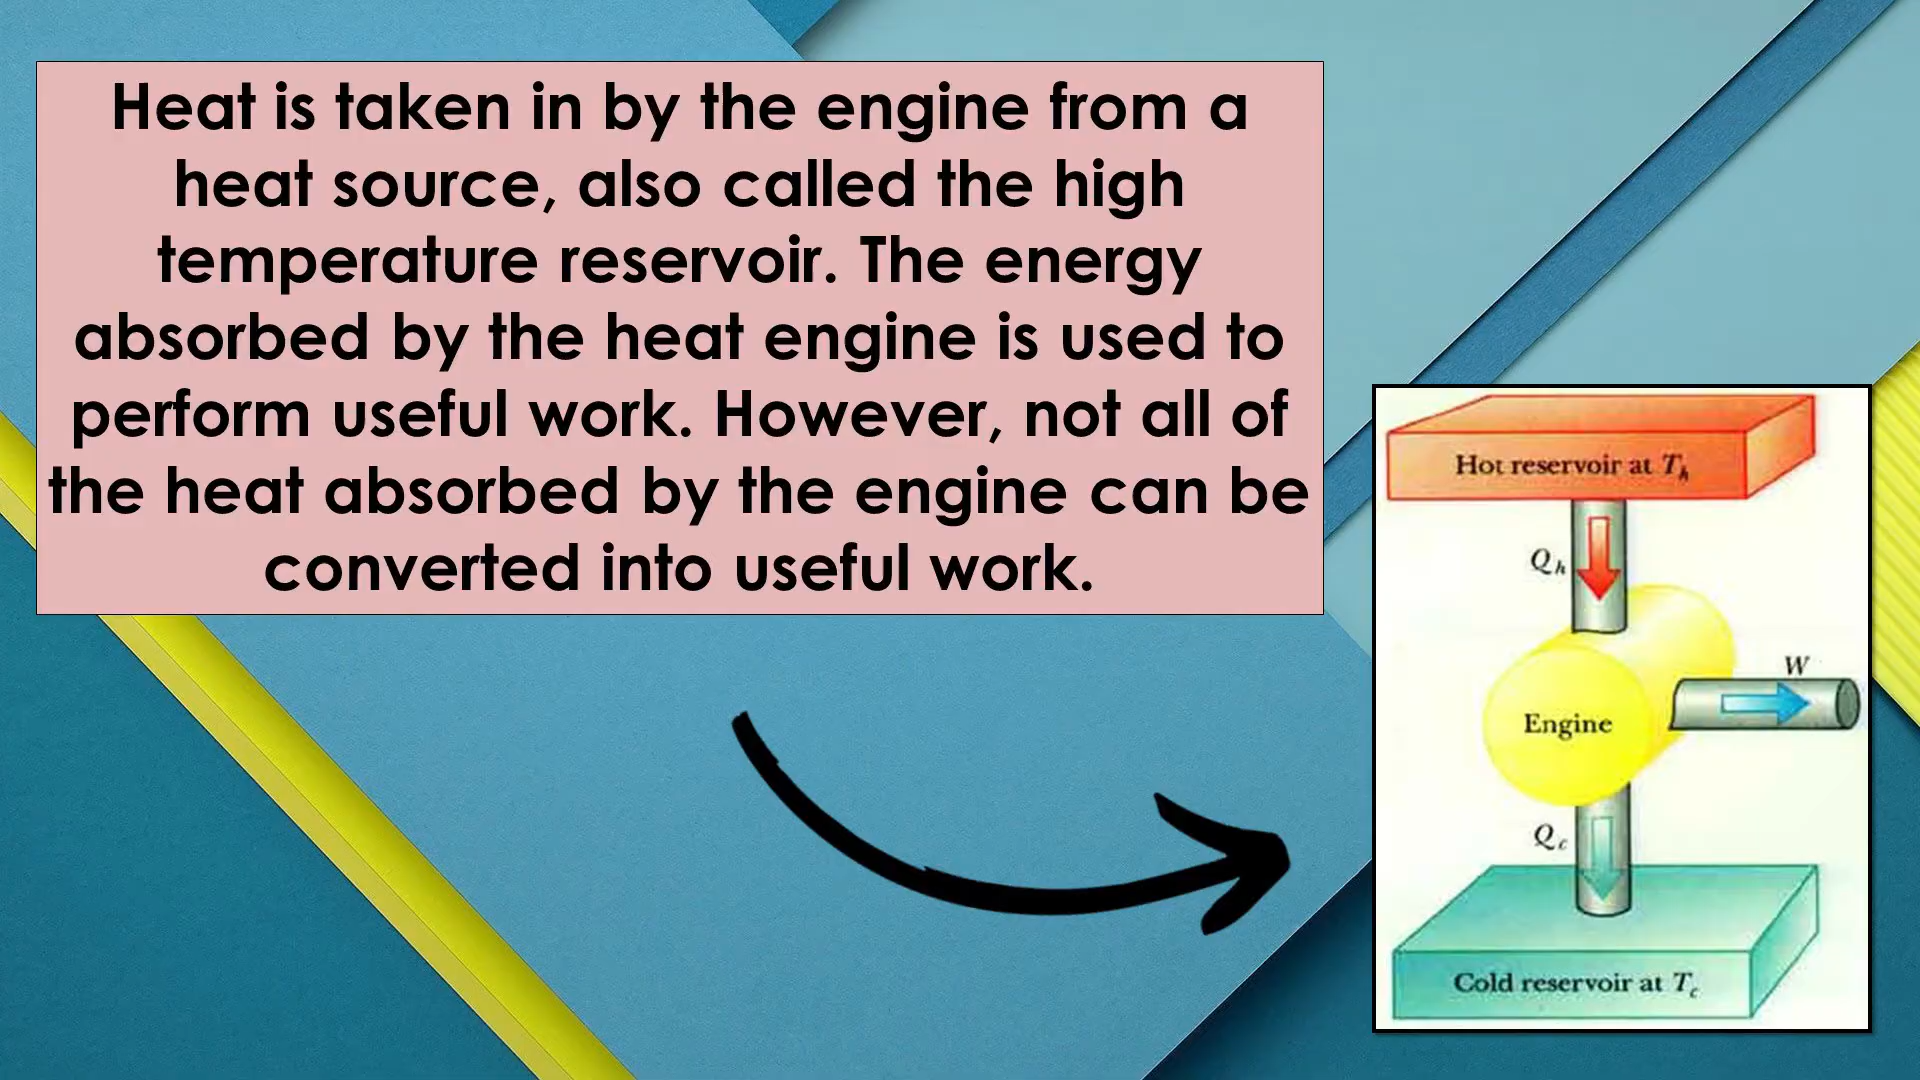 Heat is taken in by the engine from a
heat source, also called the high
temperature reservoir. The energy
absorbed by the heat engine is used to
perform useful work. However, not all of
the heat absorbed by the engine can be
converted into useful work.
Hot reservoir at Th
Qh
W
Engine
Qc
Cold reservoir at Tc